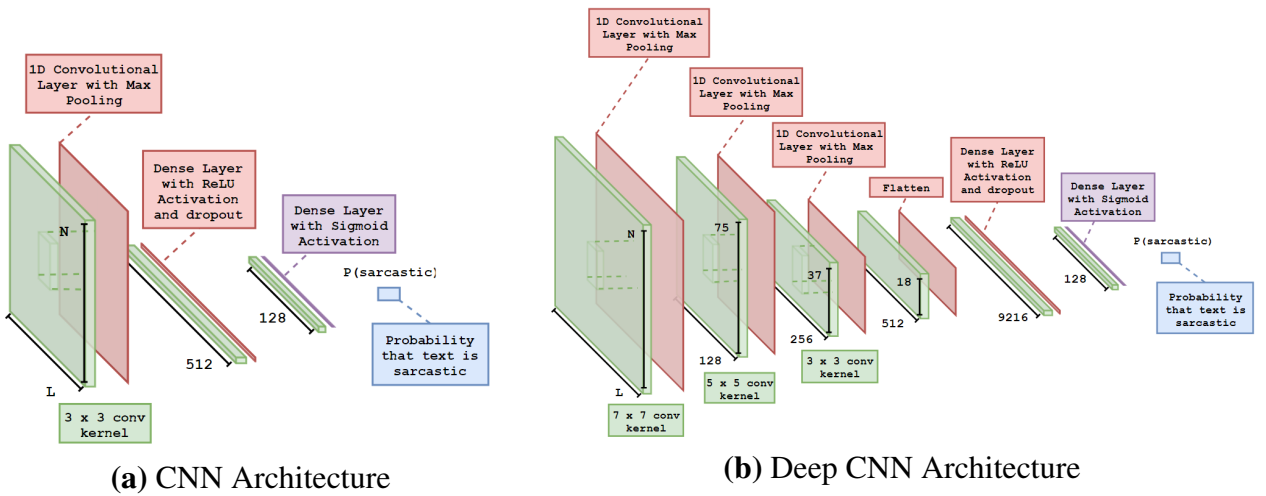 1D Convolutional
Layer with Max
Pooling
Dense Layer
with ReLU
Activation
and dropout
Dense Layer
with Sigmoid
Activation
P(sarcastic)
N
128
512
L
Probability
that text is
sarcastic
3 x 3 conv
kernel
(a) CNN Architecture
1D Convolutional
Layer with Max
Pooling
1D Convolutional
Layer with Max
Pooling
1D Convolutional
Layer with Max
Pooling
Flatten
Dense Layer
with ReLU
Activation
and dropout
Dense Layer
with Sigmoid
Activation
P(sarcastic)
N
75
37
18
128
9216
512
256
128
L
Probability
that text is
sarcastic
3 x 3 conv
kernel
5 x 5 conv
kernel
7 x 7 conv
kernel
(b) Deep CNN Architecture